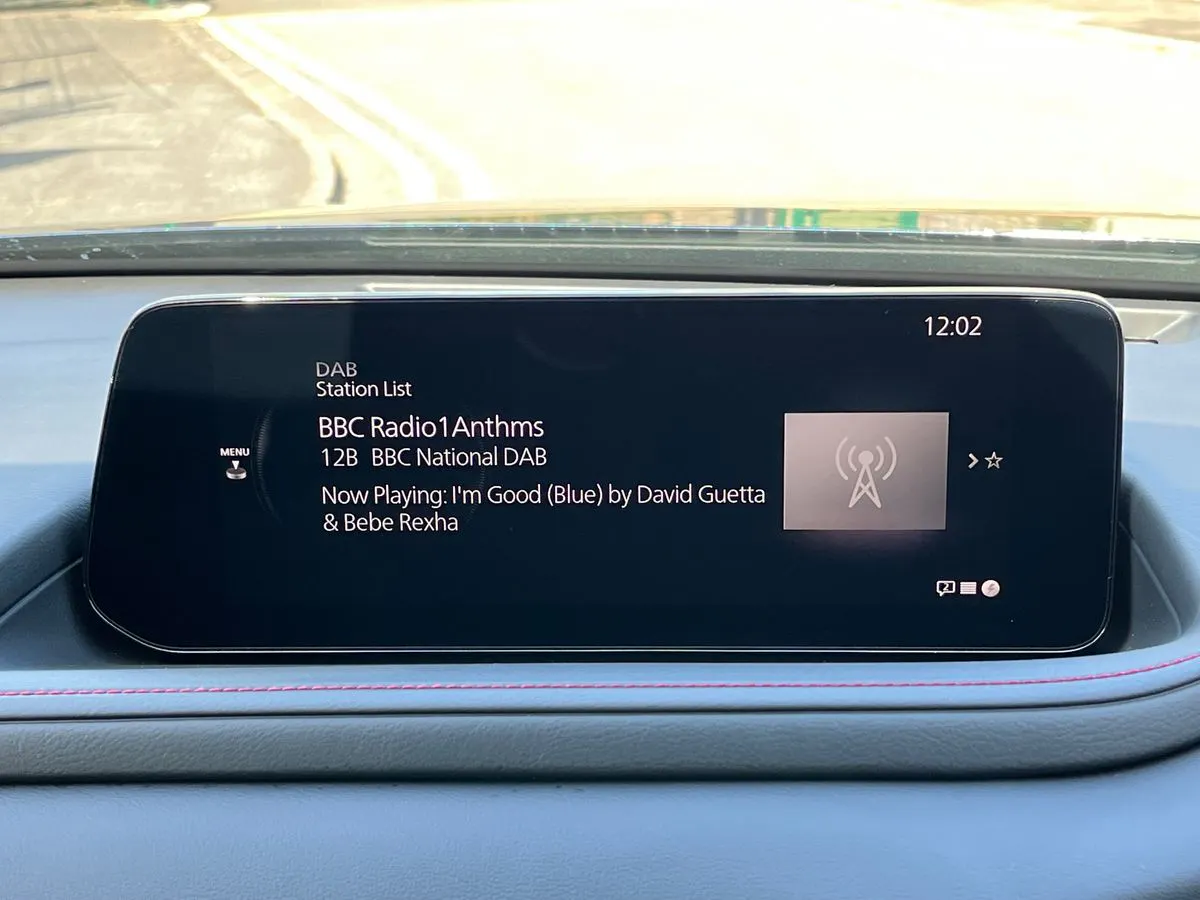 12:02
DAB
Station List
BBC Radio1Anthms
12B BBC National DAB
MENU
Now Playing: I'm Good (Blue) by David Guetta
& Bebe Rexha
2